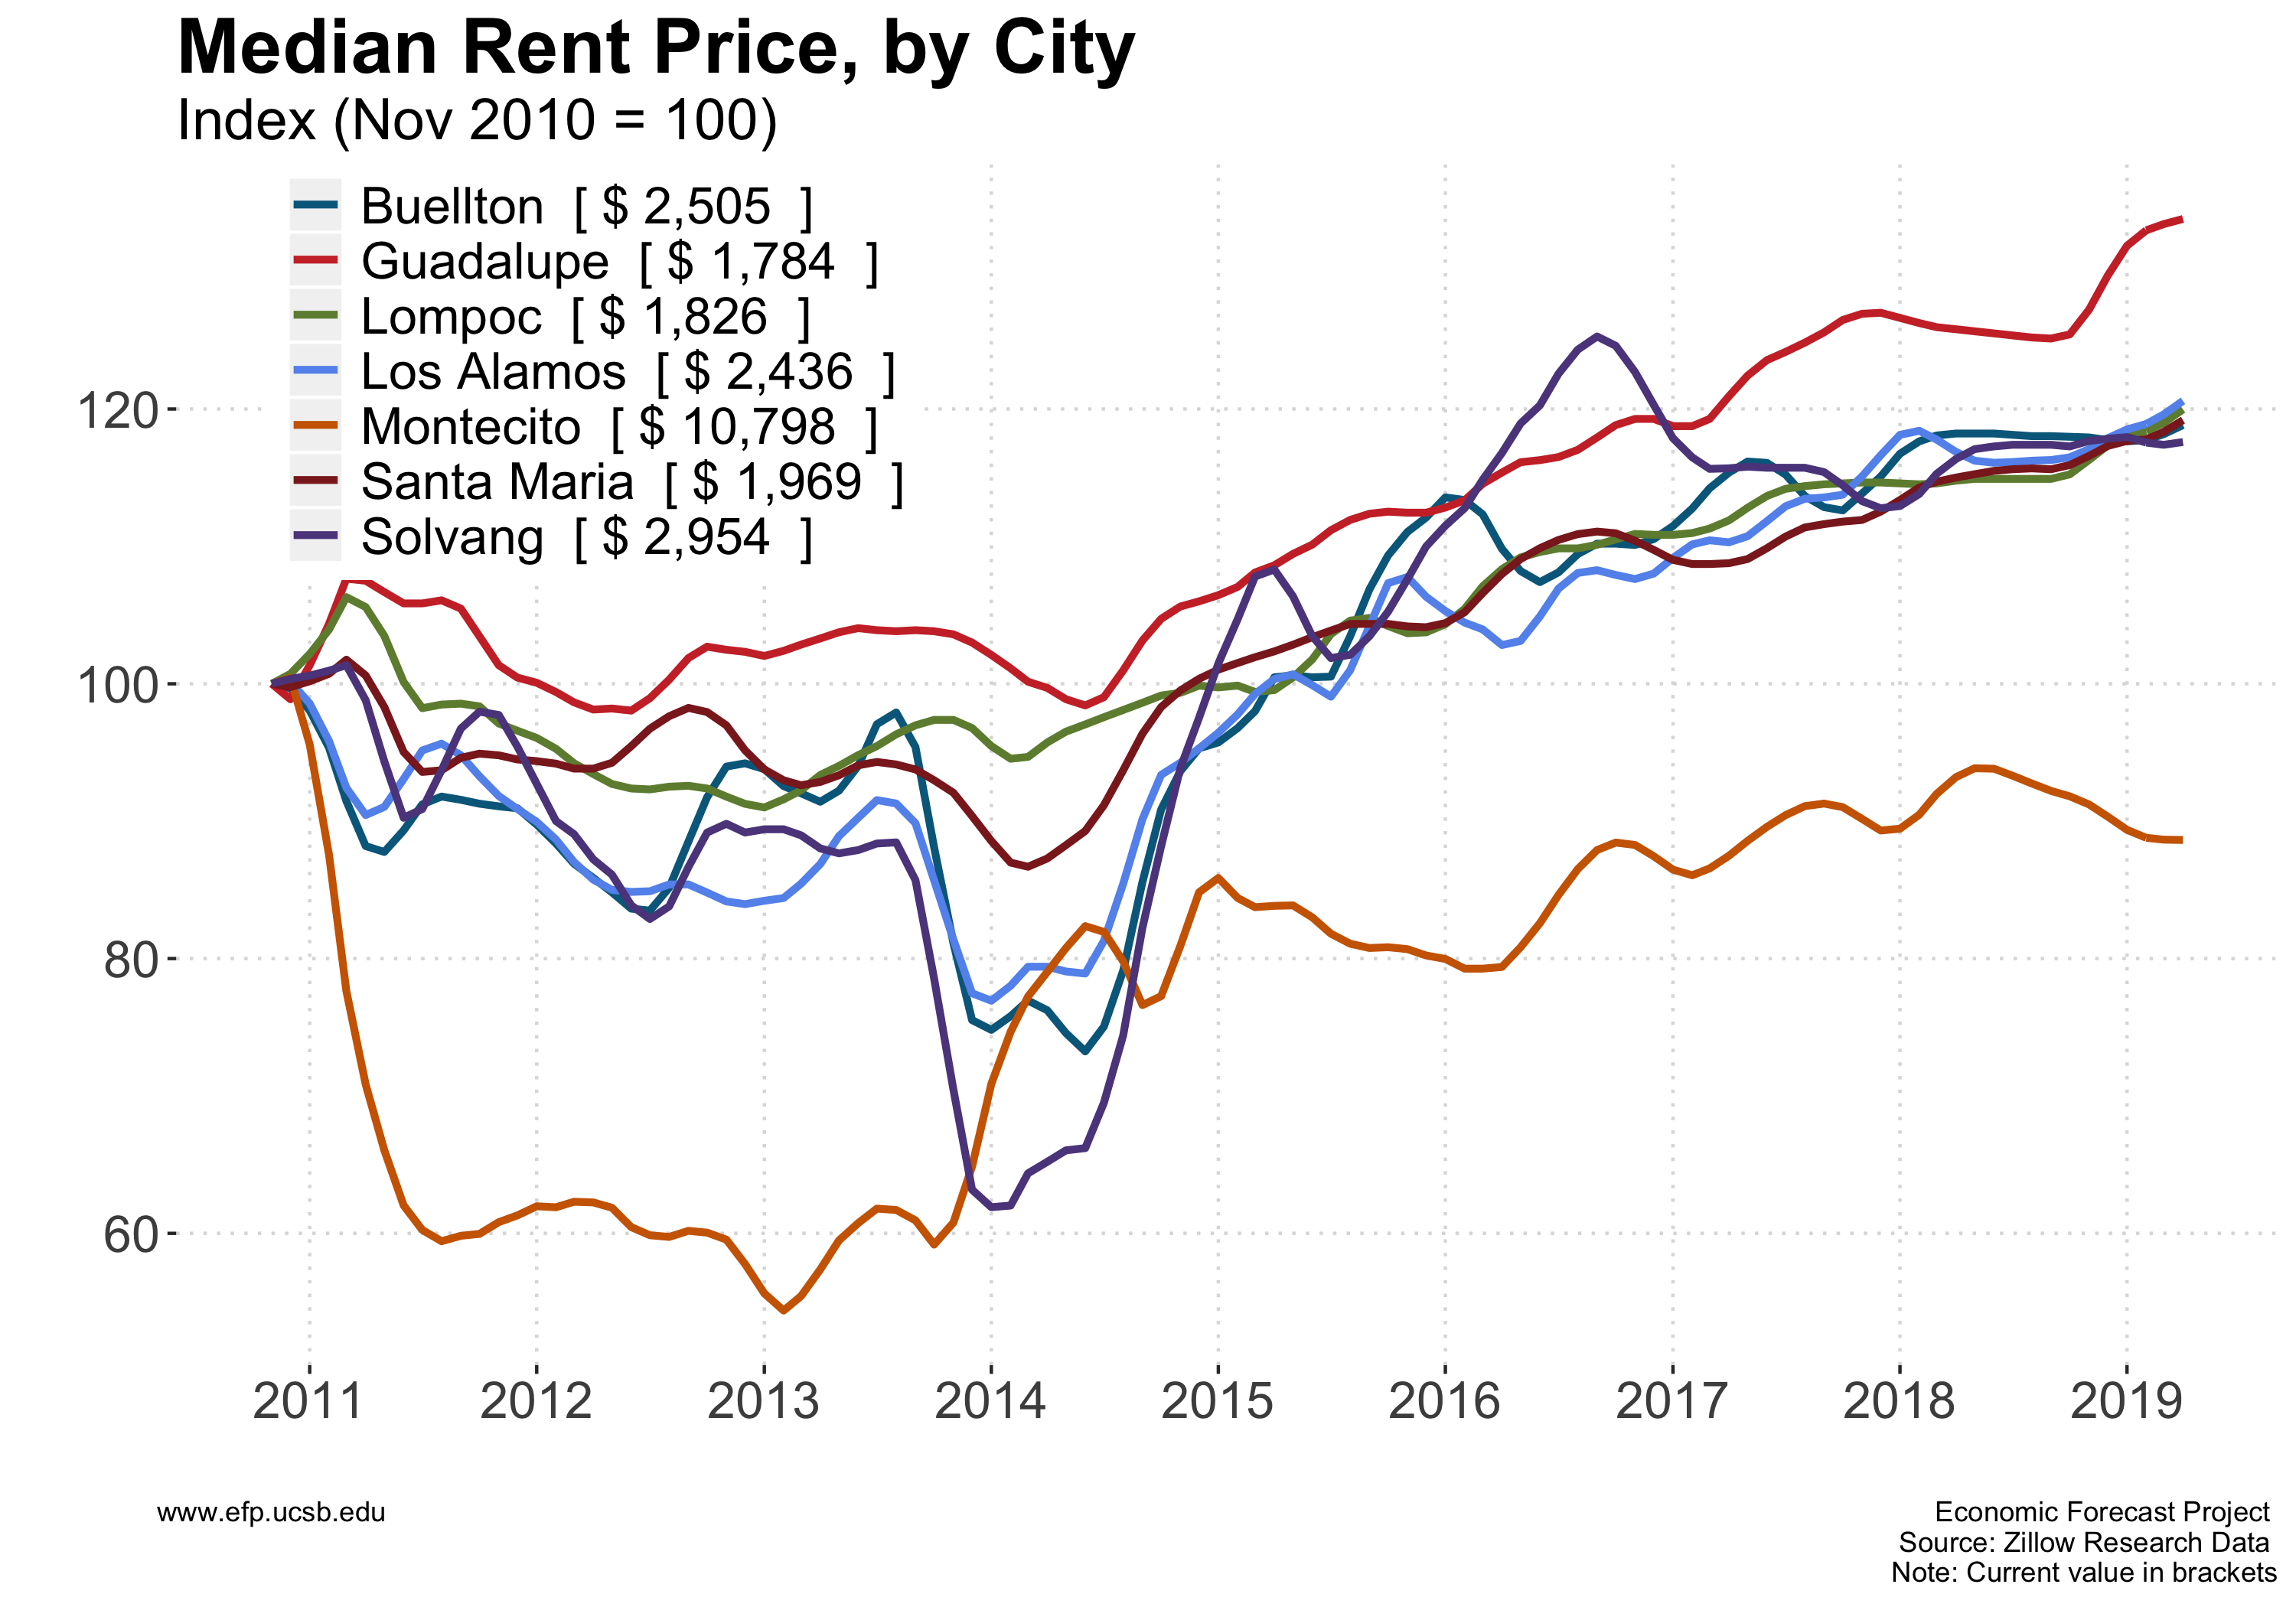 Median Rent Price, by City
Index (Nov 2010 = 100)
Buellton [ $ 2,505 ]
Guadalupe [ $ 1,784 ]
Lompoc [ $ 1,826 ]
Los Alamos [ $ 2,436 ]
Montecito [ $ 10,798 ]
Santa Maria [ $ 1,969 ]
Solvang [ $ 2,954 ]
120
100
80
60
2011 2012 2013 2014 2015 2016 2017 2018 2019
www.efp.ucsb.edu
Economic Forecast Project
Source: Zillow Research Data
Note: Current value in brackets